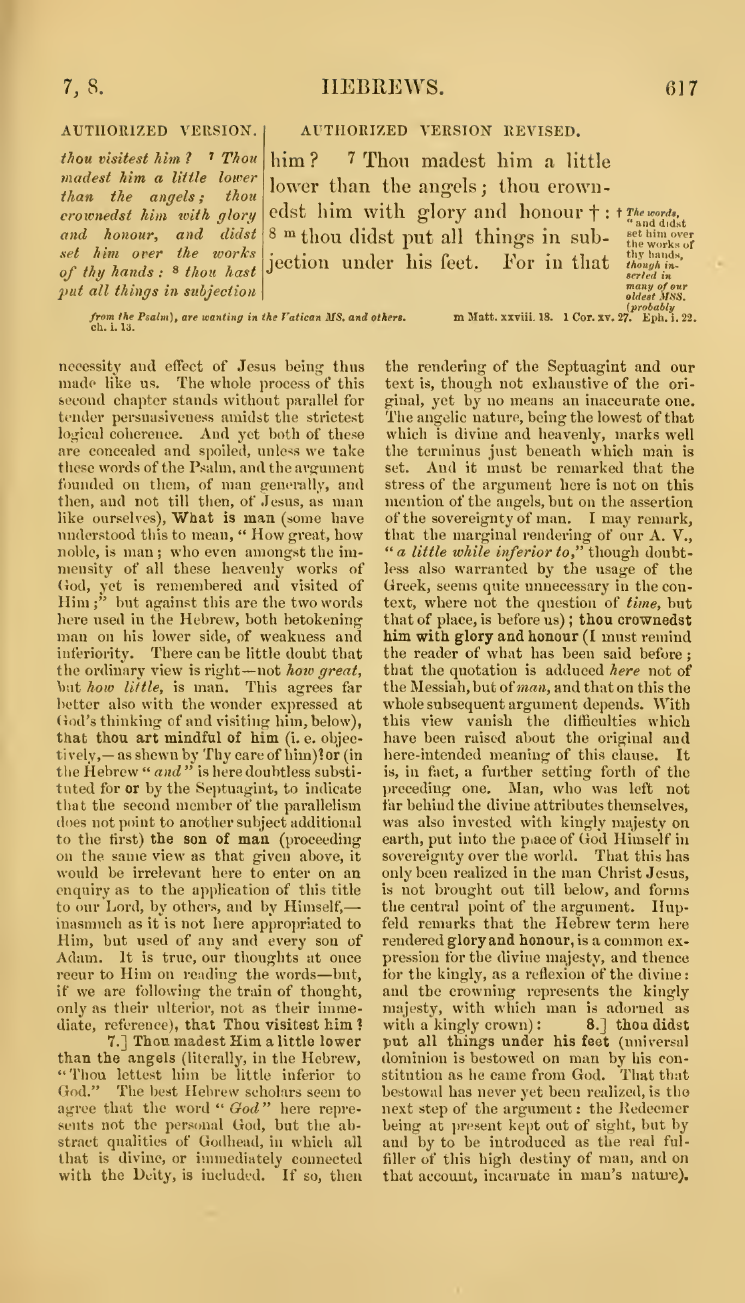 7, 8.
HEBREWS.
617
AUTHORIZED VERSION.
thou visitest him? 7 Thou
madest him a little lower
than the angels; thou
crownedst him with glory
and honour, and didst
set him over the works
of thy hands: 8 thou hast
put all things in subjection
AUTHORIZED VERSION REVISED.
him? 7 Thou madest him a little
lower than the angels; thou crown-
edst him with glory and honour † :
8 m thou didst put all things in sub-
jection under his feet. For in that
† The words,
"and didst
set him over
the works of
thy hands,
though in-
serted in
many of our
oldest MSS.
(probably
from the Psalm), are wanting in the Vatican MS. and others.
m Matt. xxviii. 18. 1 Cor. xv. 27. Eph. i. 22.
ch. i. 13.
necessity and effect of Jesus being thus
made like us. The whole process of this
second chapter stands without parallel for
tender persuasiveness amidst the strictest
logical coherence. And yet both of these
are concealed and spoiled, unless we take
these words of the Psalm, and the argument
founded on them, of man generally, and
then, and not till then, of Jesus, as man
like ourselves), What is man (some have
understood this to mean, " How great, how
noble, is man; who even amongst the im-
mensity of all these heavenly works of
God, yet is remembered and visited of
Him;" but against this are the two words
here used in the Hebrew, both betokening
man on his lower side, of weakness and
inferiority. There can be little doubt that
the ordinary view is right—not how great,
but how little, is man. This agrees far
better also with the wonder expressed at
God's thinking of and visiting him, below),
that thou art mindful of him (i. e. objec-
tively,—as shewn by Thy care of him)? or (in
the Hebrew " and " is here doubtless substi-
tuted for or by the Septuagint, to indicate
that the second member of the parallelism
does not point to another subject additional
to the first) the son of man (proceeding
on the same view as that given above, it
would be irrelevant here to enter on an
enquiry as to the application of this title
to our Lord, by others, and by Himself,—
inasmuch as it is not here appropriated to
Him, but used of any and every son of
Adam. It is true, our thoughts at once
recur to Him on reading the words—but,
if we are following the train of thought,
only as their ulterior, not as their imme-
diate, reference), that Thou visitest him?
7.] Thou madest Him a little lower
than the angels (literally, in the Hebrew,
" Thou lettest him be little inferior to
God." The best Hebrew scholars seem to
agree that the word " God " here repre-
sents not the personal God, but the ab-
stract qualities of Godhead, in which all
that is divine, or immediately connected
with the Deity, is included. If so, then
the rendering of the Septuagint and our
text is, though not exhaustive of the ori-
ginal, yet by no means an inaccurate one.
The angelic nature, being the lowest of that
which is divine and heavenly, marks well
the terminus just beneath which man is
set. And it must be remarked that the
stress of the argument here is not on this
mention of the angels, but on the assertion
of the sovereignty of man. I may remark,
that the marginal rendering of our A. V.,
" a little while inferior to," though doubt-
less also warranted by the usage of the
Greek, seems quite unnecessary in the con-
text, where not the question of time, but
that of place, is before us); thou crownedst
him with glory and honour (I must remind
the reader of what has been said before;
that the quotation is adduced here not of
the Messiah, but of man, and that on this the
whole subsequent argument depends. With
this view vanish the difficulties which
have been raised about the original and
here-intended meaning of this clause. It
is, in fact, a further setting forth of the
preceding one. Man, who was left not
far behind the divine attributes themselves,
was also invested with kingly majesty on
earth, put into the place of God Himself in
sovereignty over the world. That this has
only been realized in the man Christ Jesus,
is not brought out till below, and forms
the central point of the argument. Hup-
feld remarks that the Hebrew term here
rendered glory and honour, is a common ex-
pression for the divine majesty, and thence
for the kingly, as a reflexion of the divine:
and the crowning represents the kingly
majesty, with which man is adorned as
with a kingly crown): 8.] thou didst
put all things under his feet (universal
dominion is bestowed on man by his con-
stitution as he came from God. That that
bestowal has never yet been realized, is the
next step of the argument: the Redeemer
being at present kept out of sight, but by
and by to be introduced as the real ful-
filler of this high destiny of man, and on
that account, incarnate in man's nature).